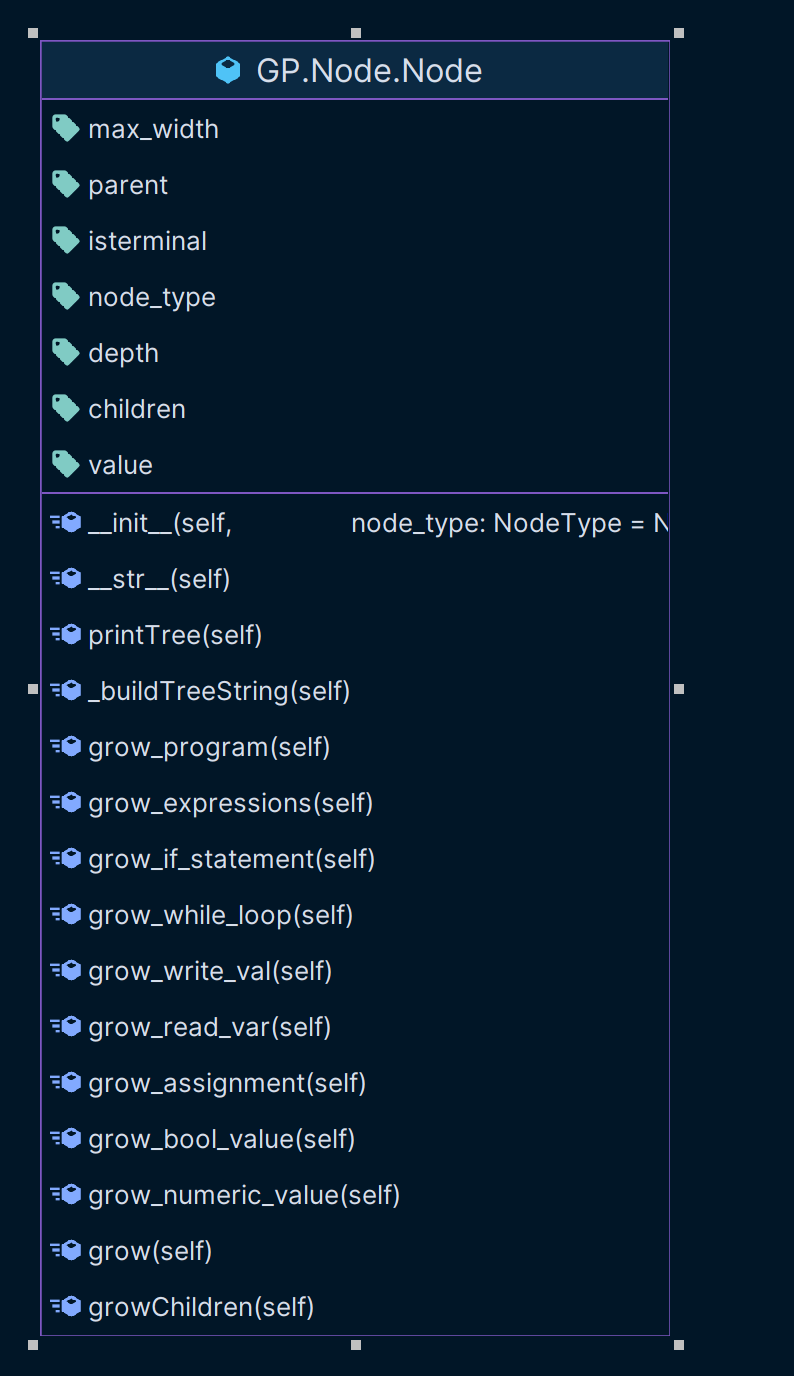 GP.Node.Node
max_width
parent
isterminal
node_type
depth
children
value
__init__(self, node_type: NodeType = N
__str__(self)
printTree(self)
_buildTreeString(self)
grow_program(self)
grow_expressions(self)
grow_if_statement(self)
grow_while_loop(self)
grow_write_val(self)
grow_read_var(self)
grow_assignment(self)
grow_bool_value(self)
grow_numeric_value(self)
grow(self)
growChildren(self)